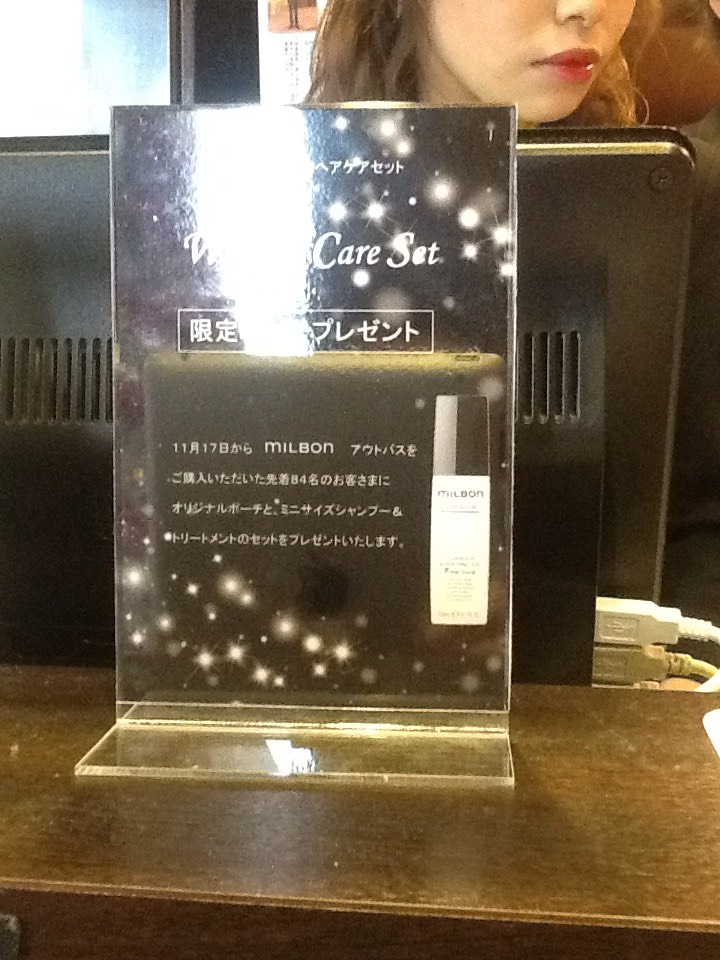 ヘアケアセット
Care Set
限定 プレゼント
11月17日から MILBON アウトバスを
ご購入いただいた先着84名のお客さまに
オリジナルポーチと、ミニサイズシャンプー&
トリートメントのセットをプレゼントいたします。
MILBON